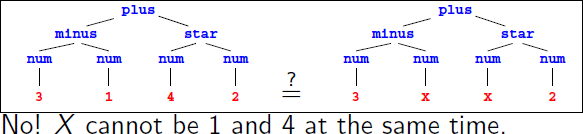 plus plus
minus star minus star
num num num num num num num num
?
=
3 1 4 2 3 x x 2
No! X cannot be 1 and 4 at the same time.